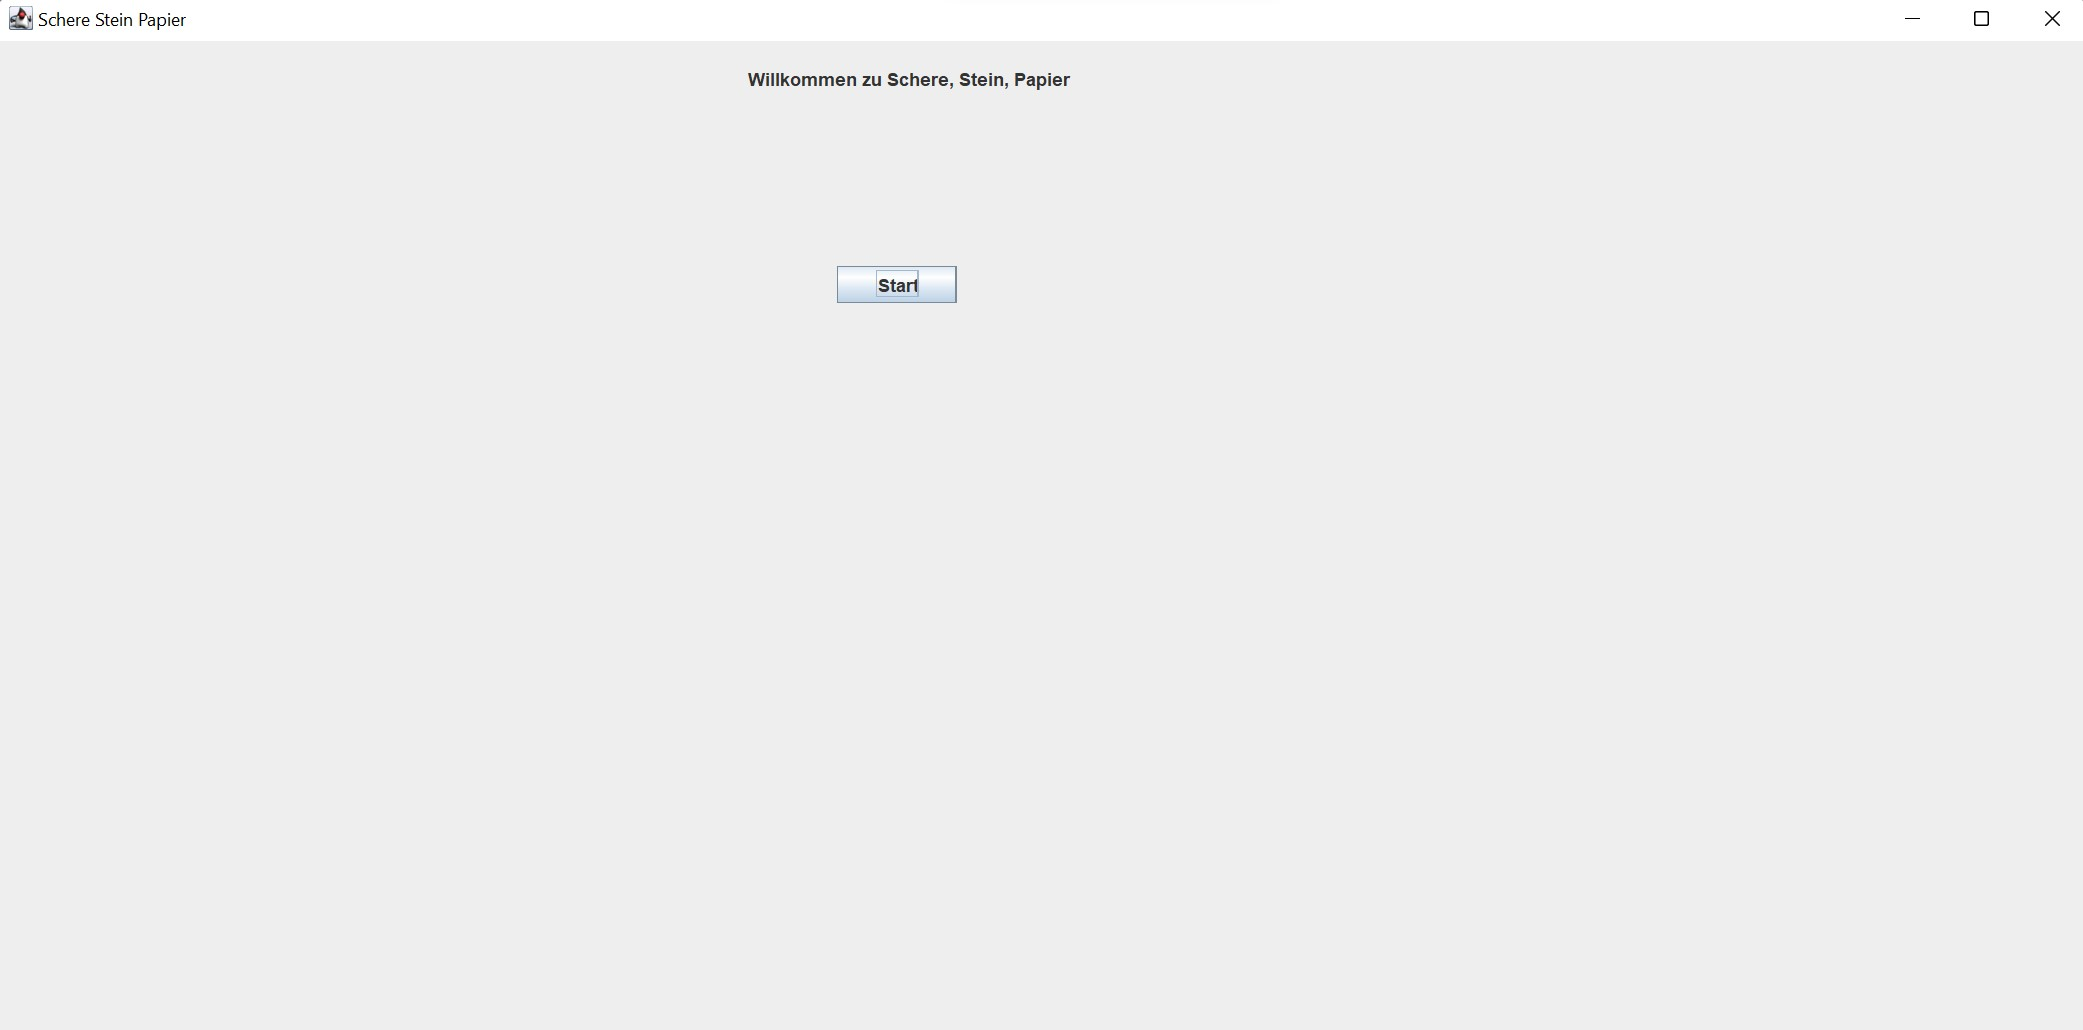 Schere Stein Papier
Willkommen zu Schere, Stein, Papier
Start